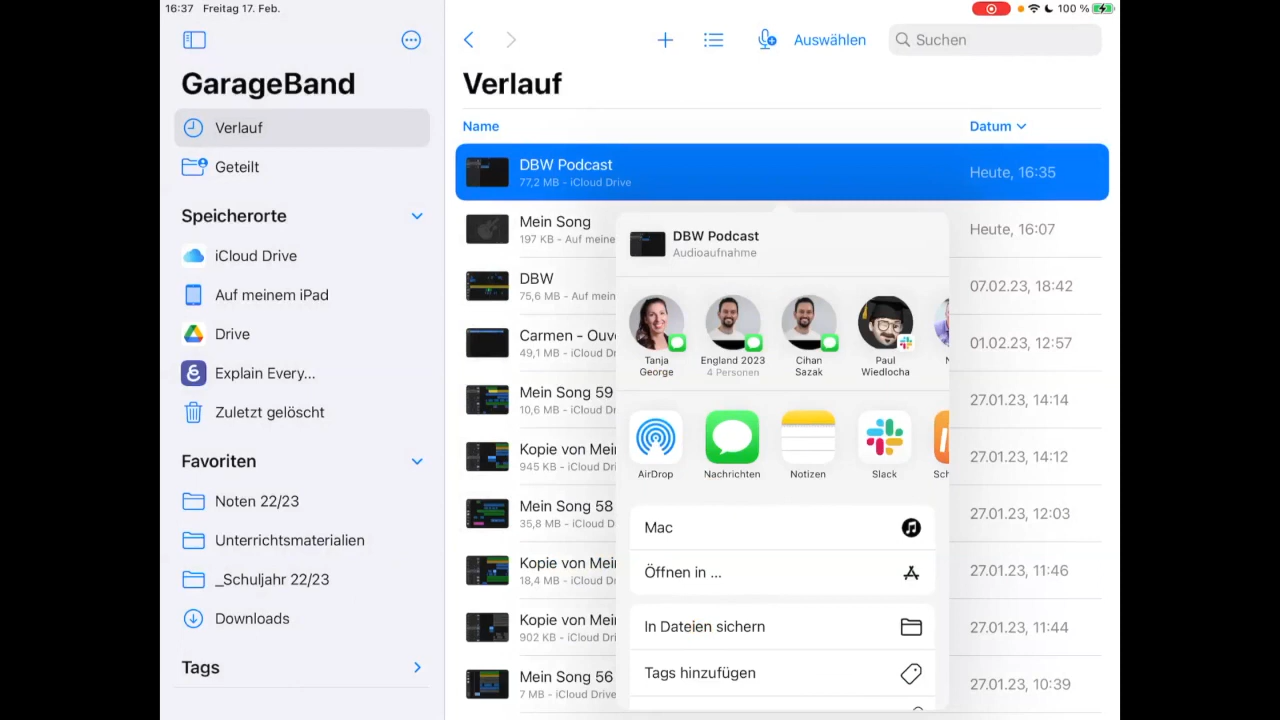 16:37 Freitag 17. Feb.
100 %
GarageBand
Verlauf
Geteilt
Speicherorte
iCloud Drive
Auf meinem iPad
Drive
Explain Every...
Zuletzt gelöscht
Favoriten
Noten 22/23
Unterrichtsmaterialien
_Schuljahr 22/23
Downloads
Tags
Auswählen
Suchen
Verlauf
Name
Datum
DBW Podcast
77,2 MB - iCloud Drive
Heute, 16:35
Mein Song
197 KB - Auf meine
Heute, 16:07
DBW
75,6 MB - Auf mein
07.02.23, 18:42
Carmen - Ouv
49,1 MB - iCloud Di
01.02.23, 12:57
Mein Song 59
10,6 MB - iCloud D
27.01.23, 14:14
Kopie von Mei
945 KB - iCloud Dr
27.01.23, 14:12
Mein Song 58
35,8 MB - iCloud D
27.01.23, 12:03
Kopie von Mei
18,4 MB - iCloud D
27.01.23, 11:46
Kopie von Mei
902 KB - iCloud Dr
27.01.23, 11:44
Mein Song 56
7 MB - iCloud Drive
27.01.23, 10:39
DBW Podcast
Audioaufnahme
Tanja
George
England 2023
4 Personen
Cihan
Sazak
Paul
Wiedlocha
AirDrop
Nachrichten
Notizen
Slack
Sch
Mac
Öffnen in ...
In Dateien sichern
Tags hinzufügen